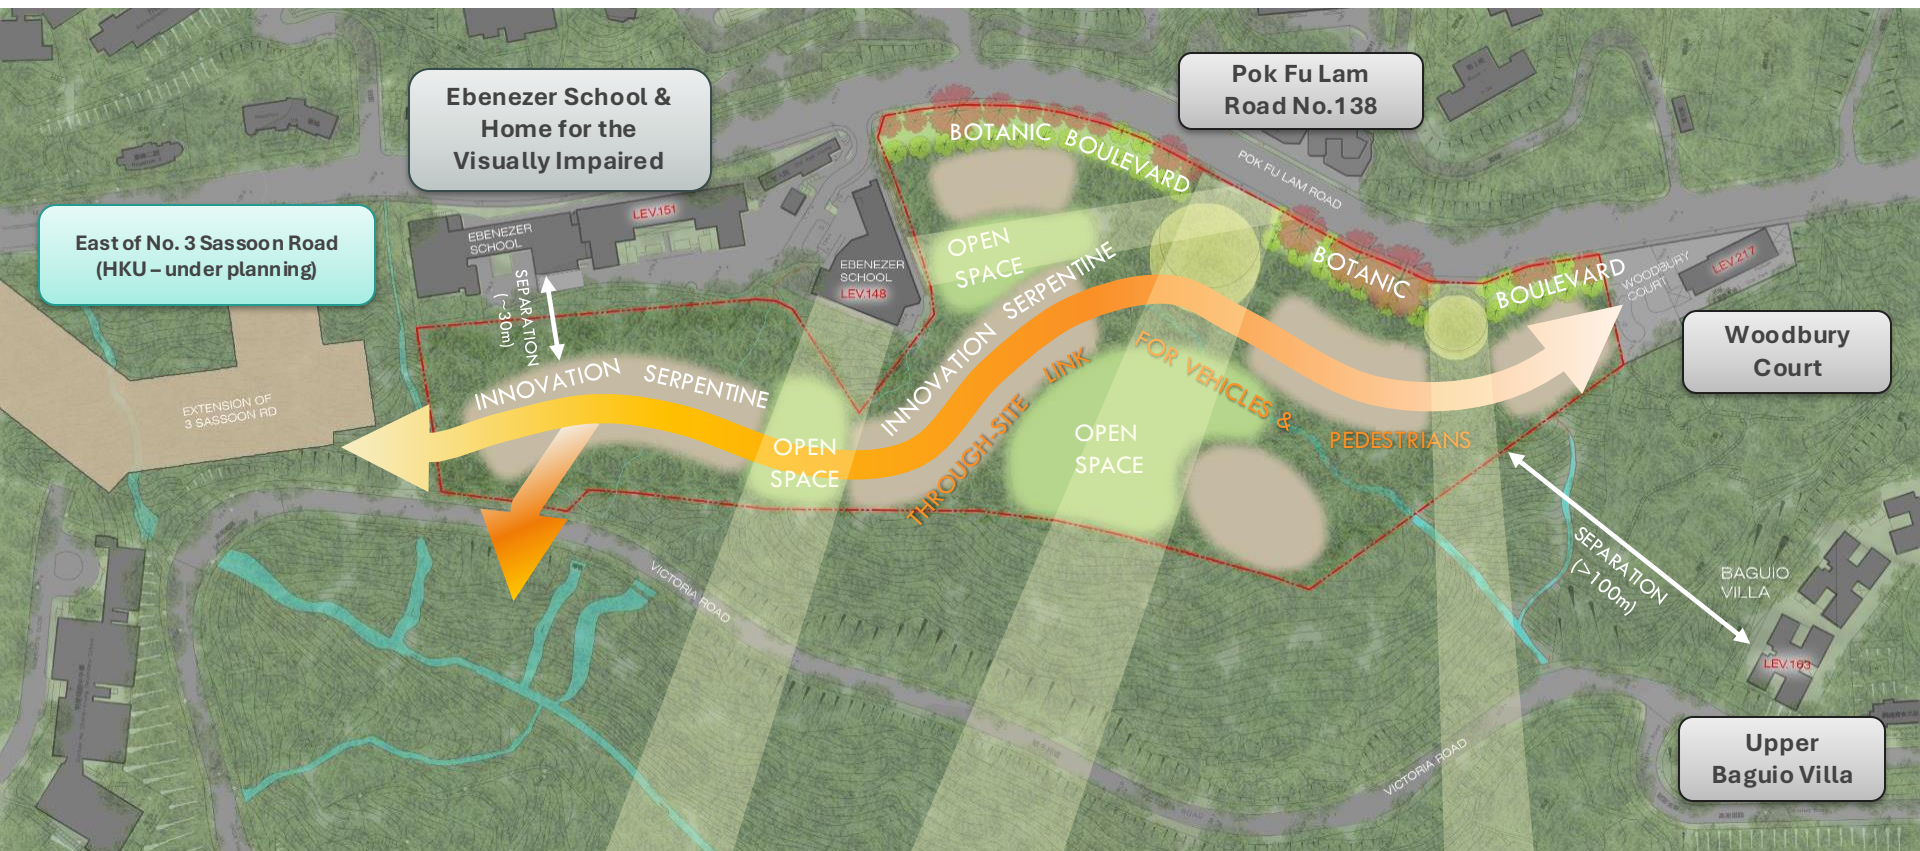 Pok Fu Lam
Road No.138
Ebenezer School &
Home for the
Visually Impaired
East of No. 3 Sassoon Road
(HKU – under planning)
BOTANIC BOULEVARD
POK FU LAM ROAD
LEV.151
EBENEZER
SCHOOL
EBENEZER
SCHOOL
LEV.148
SEPARATION
(~30m)
OPEN
SPACE
BOTANIC
BOULEVARD
WOODBURY
COURT
LEV.217
Woodbury
Court
INNOVATION SERPENTINE
INNOVATION SERPENTINE
THROUGH-SITE LINK
FOR VEHICLES &
PEDESTRIANS
EXTENSION OF
3 SASSOON RD
OPEN
SPACE
OPEN
SPACE
SEPARATION
(>100m)
BAGUIO
VILLA
LEV.163
VICTORIA ROAD
VICTORIA ROAD
ROAD
Upper
Baguio Villa